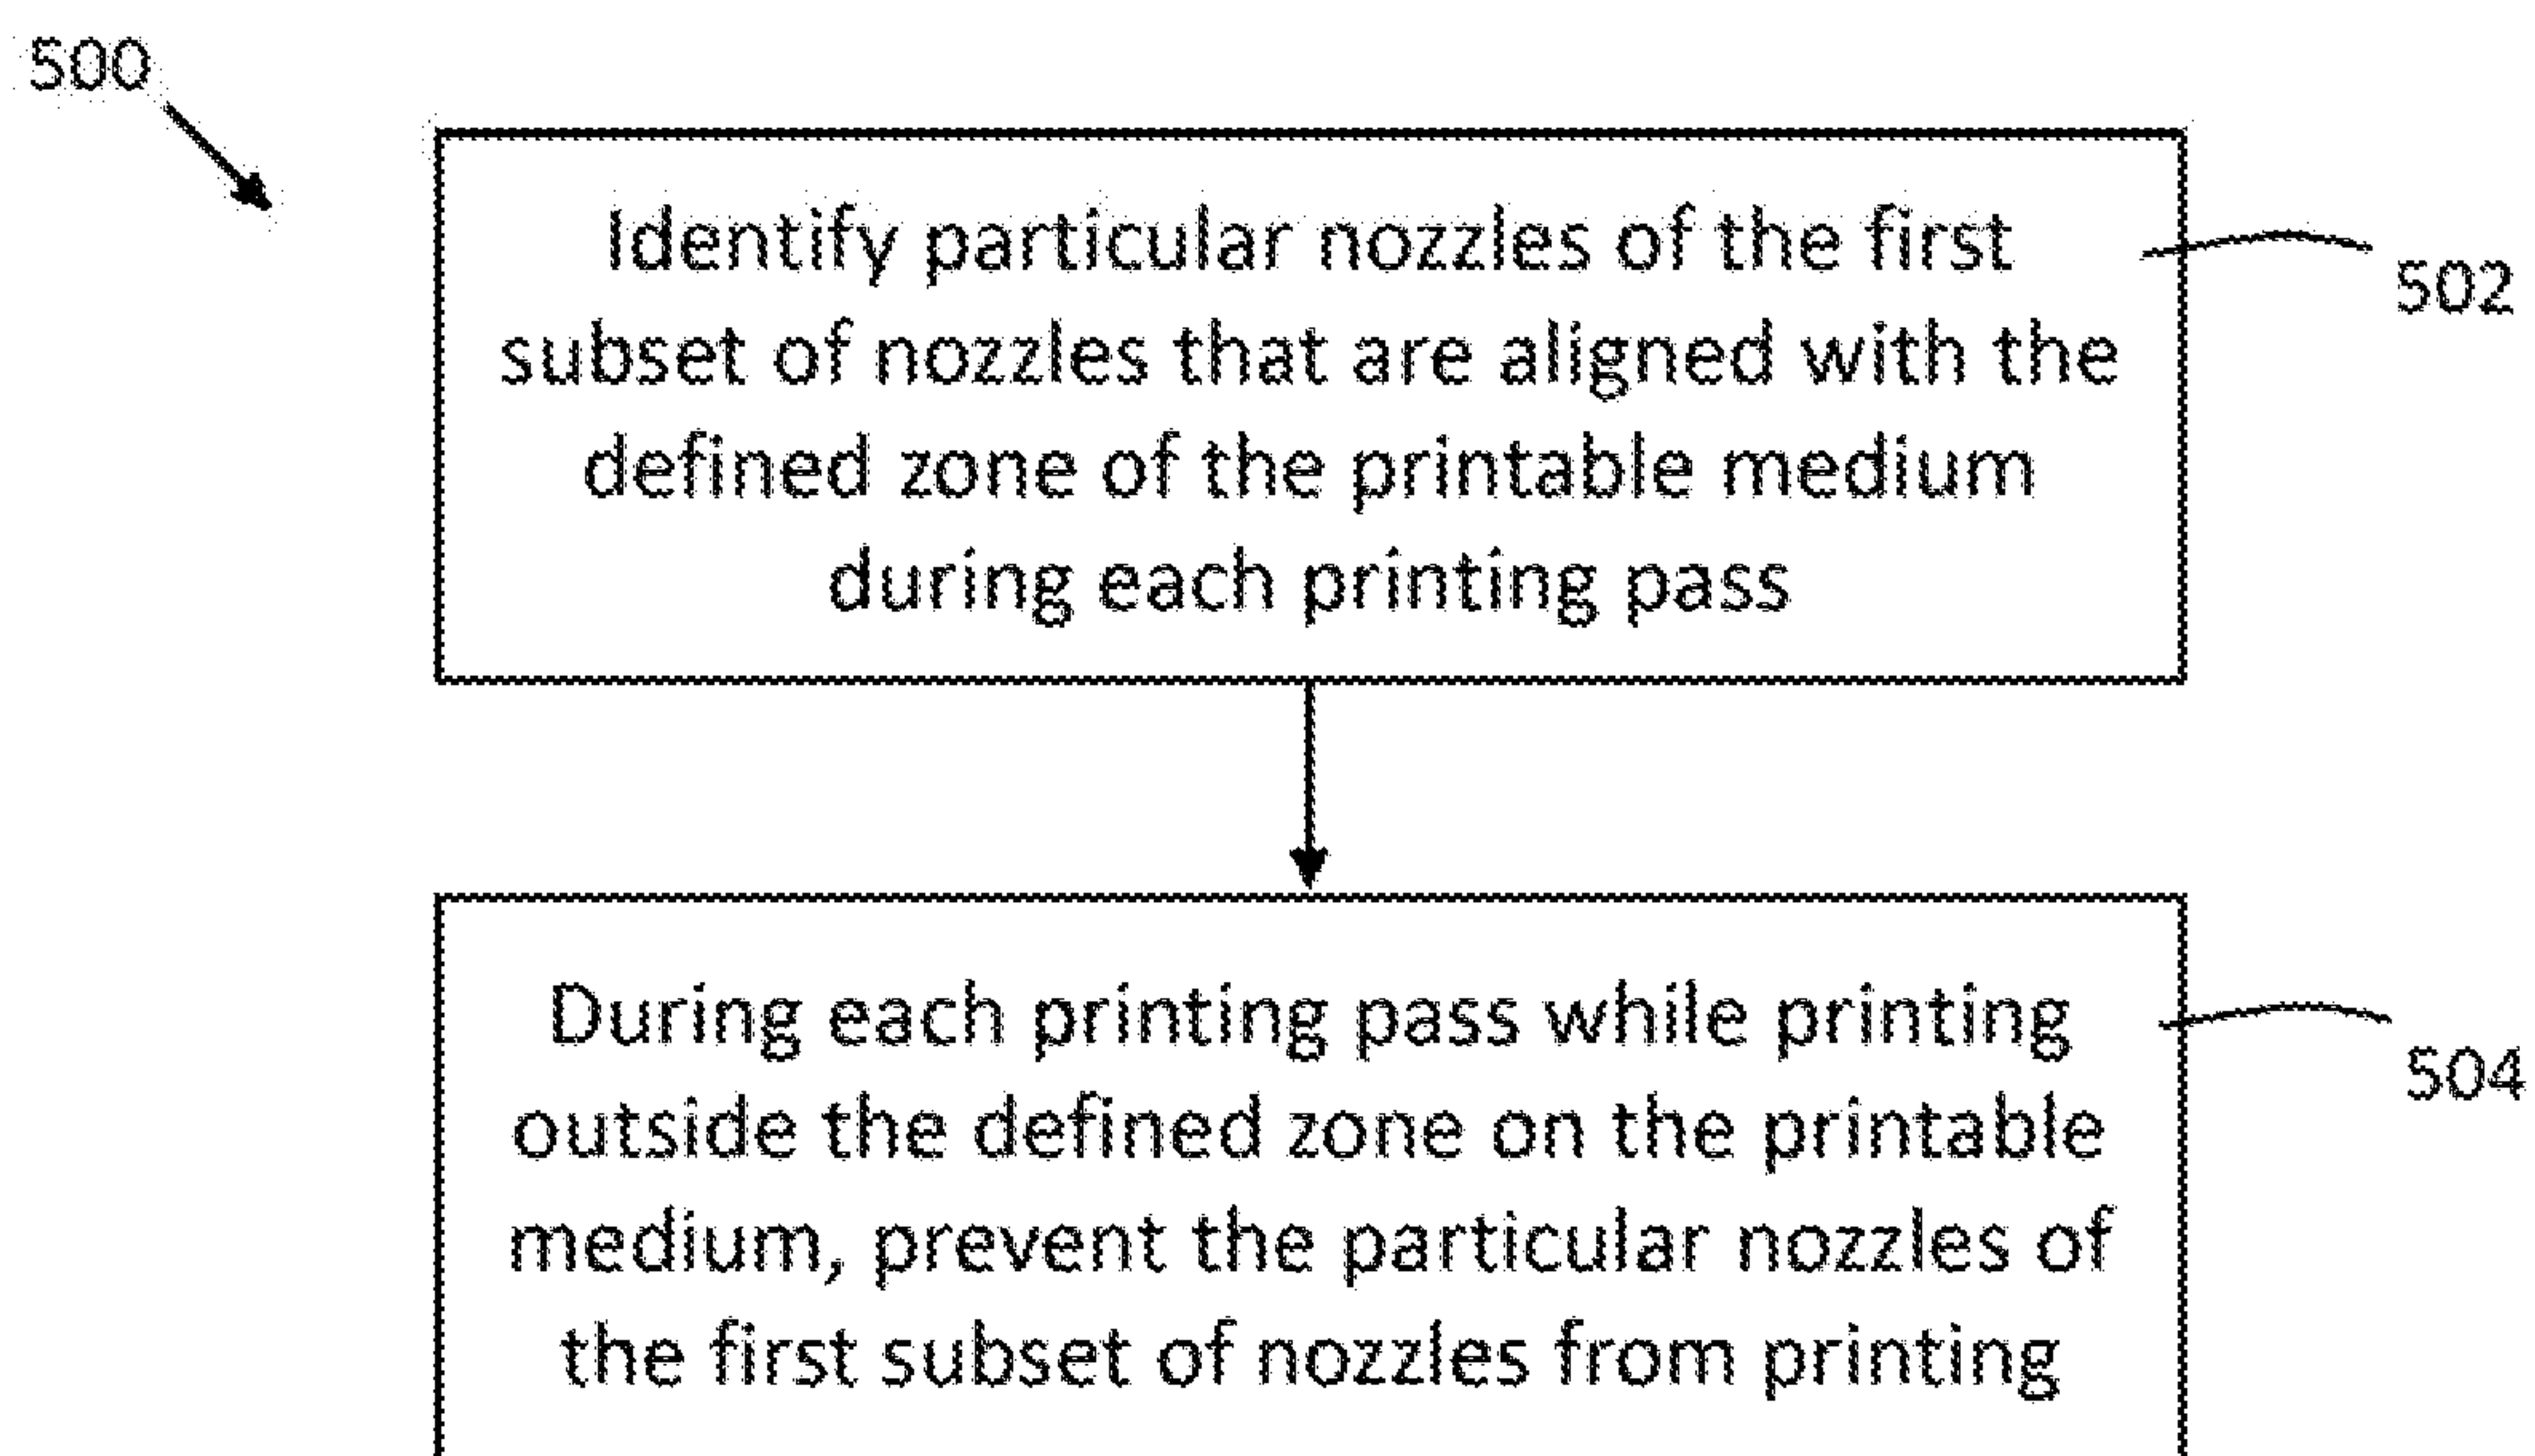 500
Identify particular nozzles of the first
subset of nozzles that are aligned with the
defined zone of the printable medium
during each printing pass
502
During each printing pass while printing
outside the defined zone on the printable
medium, prevent the particular nozzles of
the first subset of nozzles from printing
504